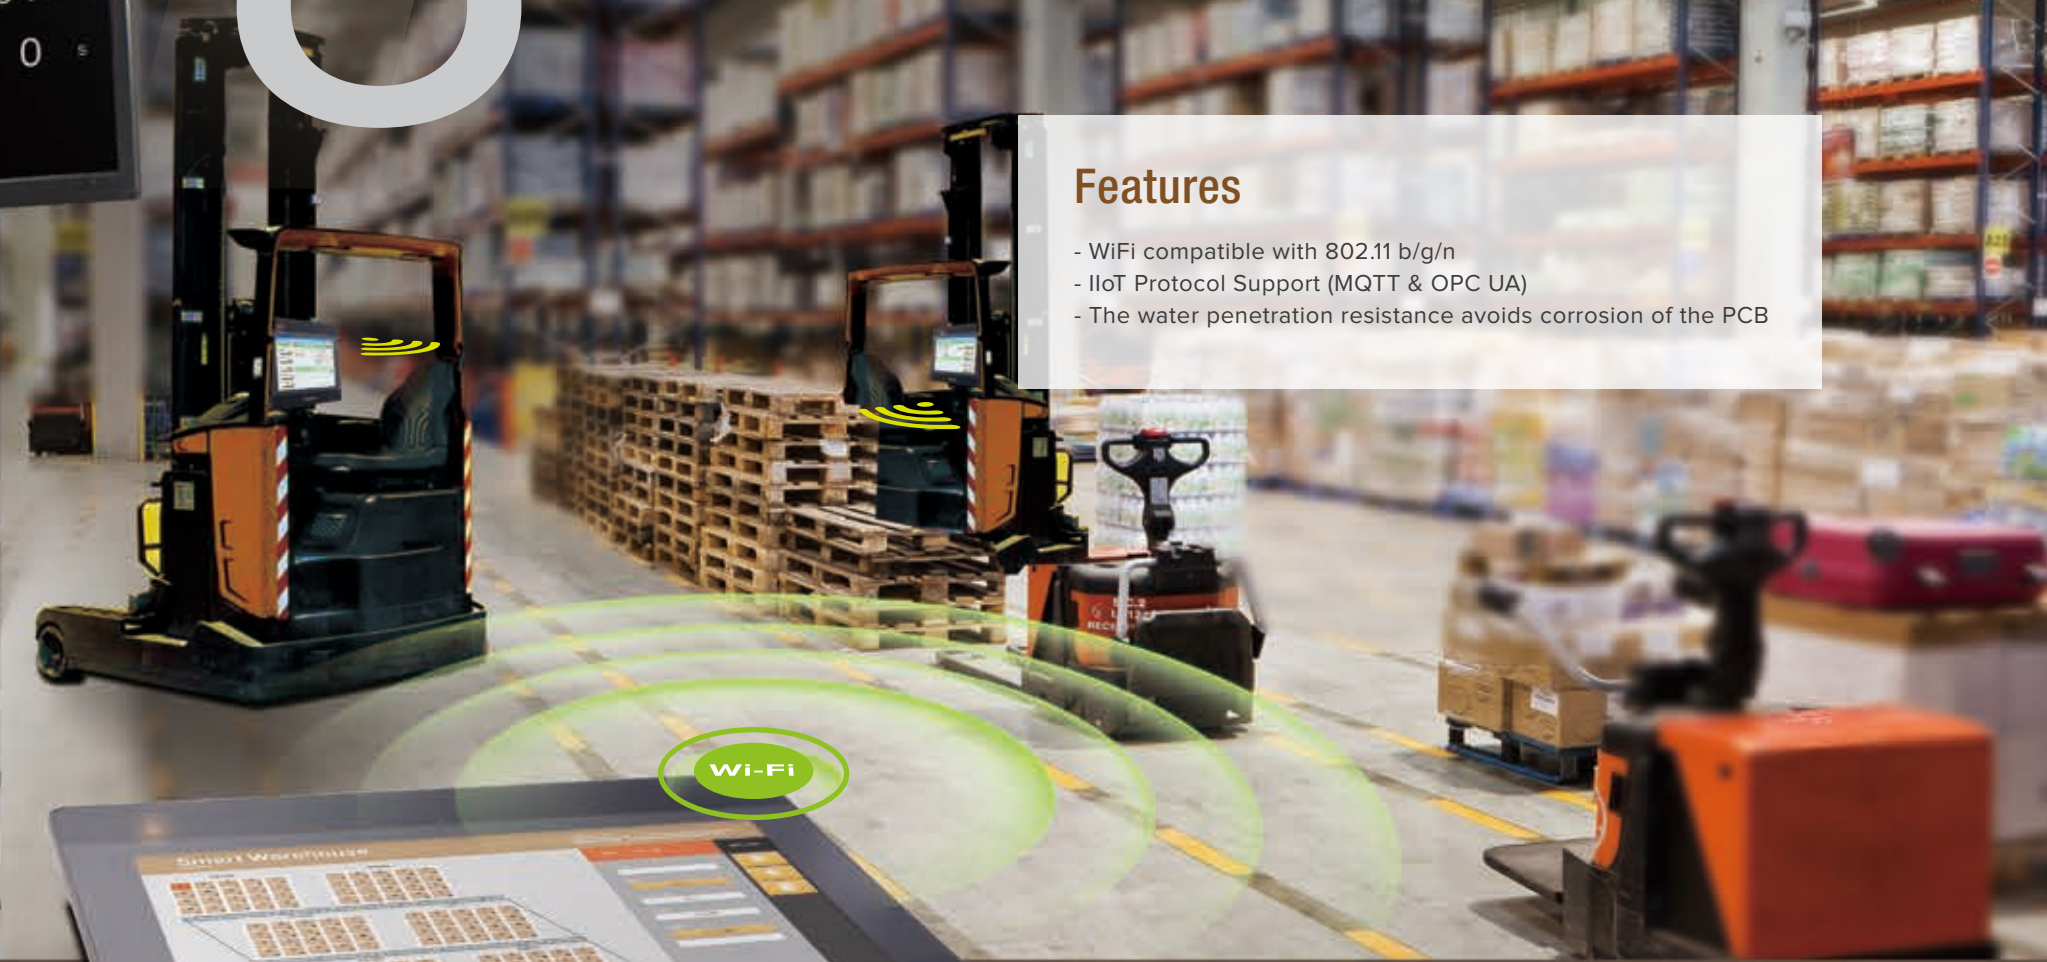 0 s
Features
- WiFi compatible with 802.11 b/g/n
- IIoT Protocol Support (MQTT & OPC UA)
- The water penetration resistance avoids corrosion of the PCB
Wi-Fi
Smart Warehouse